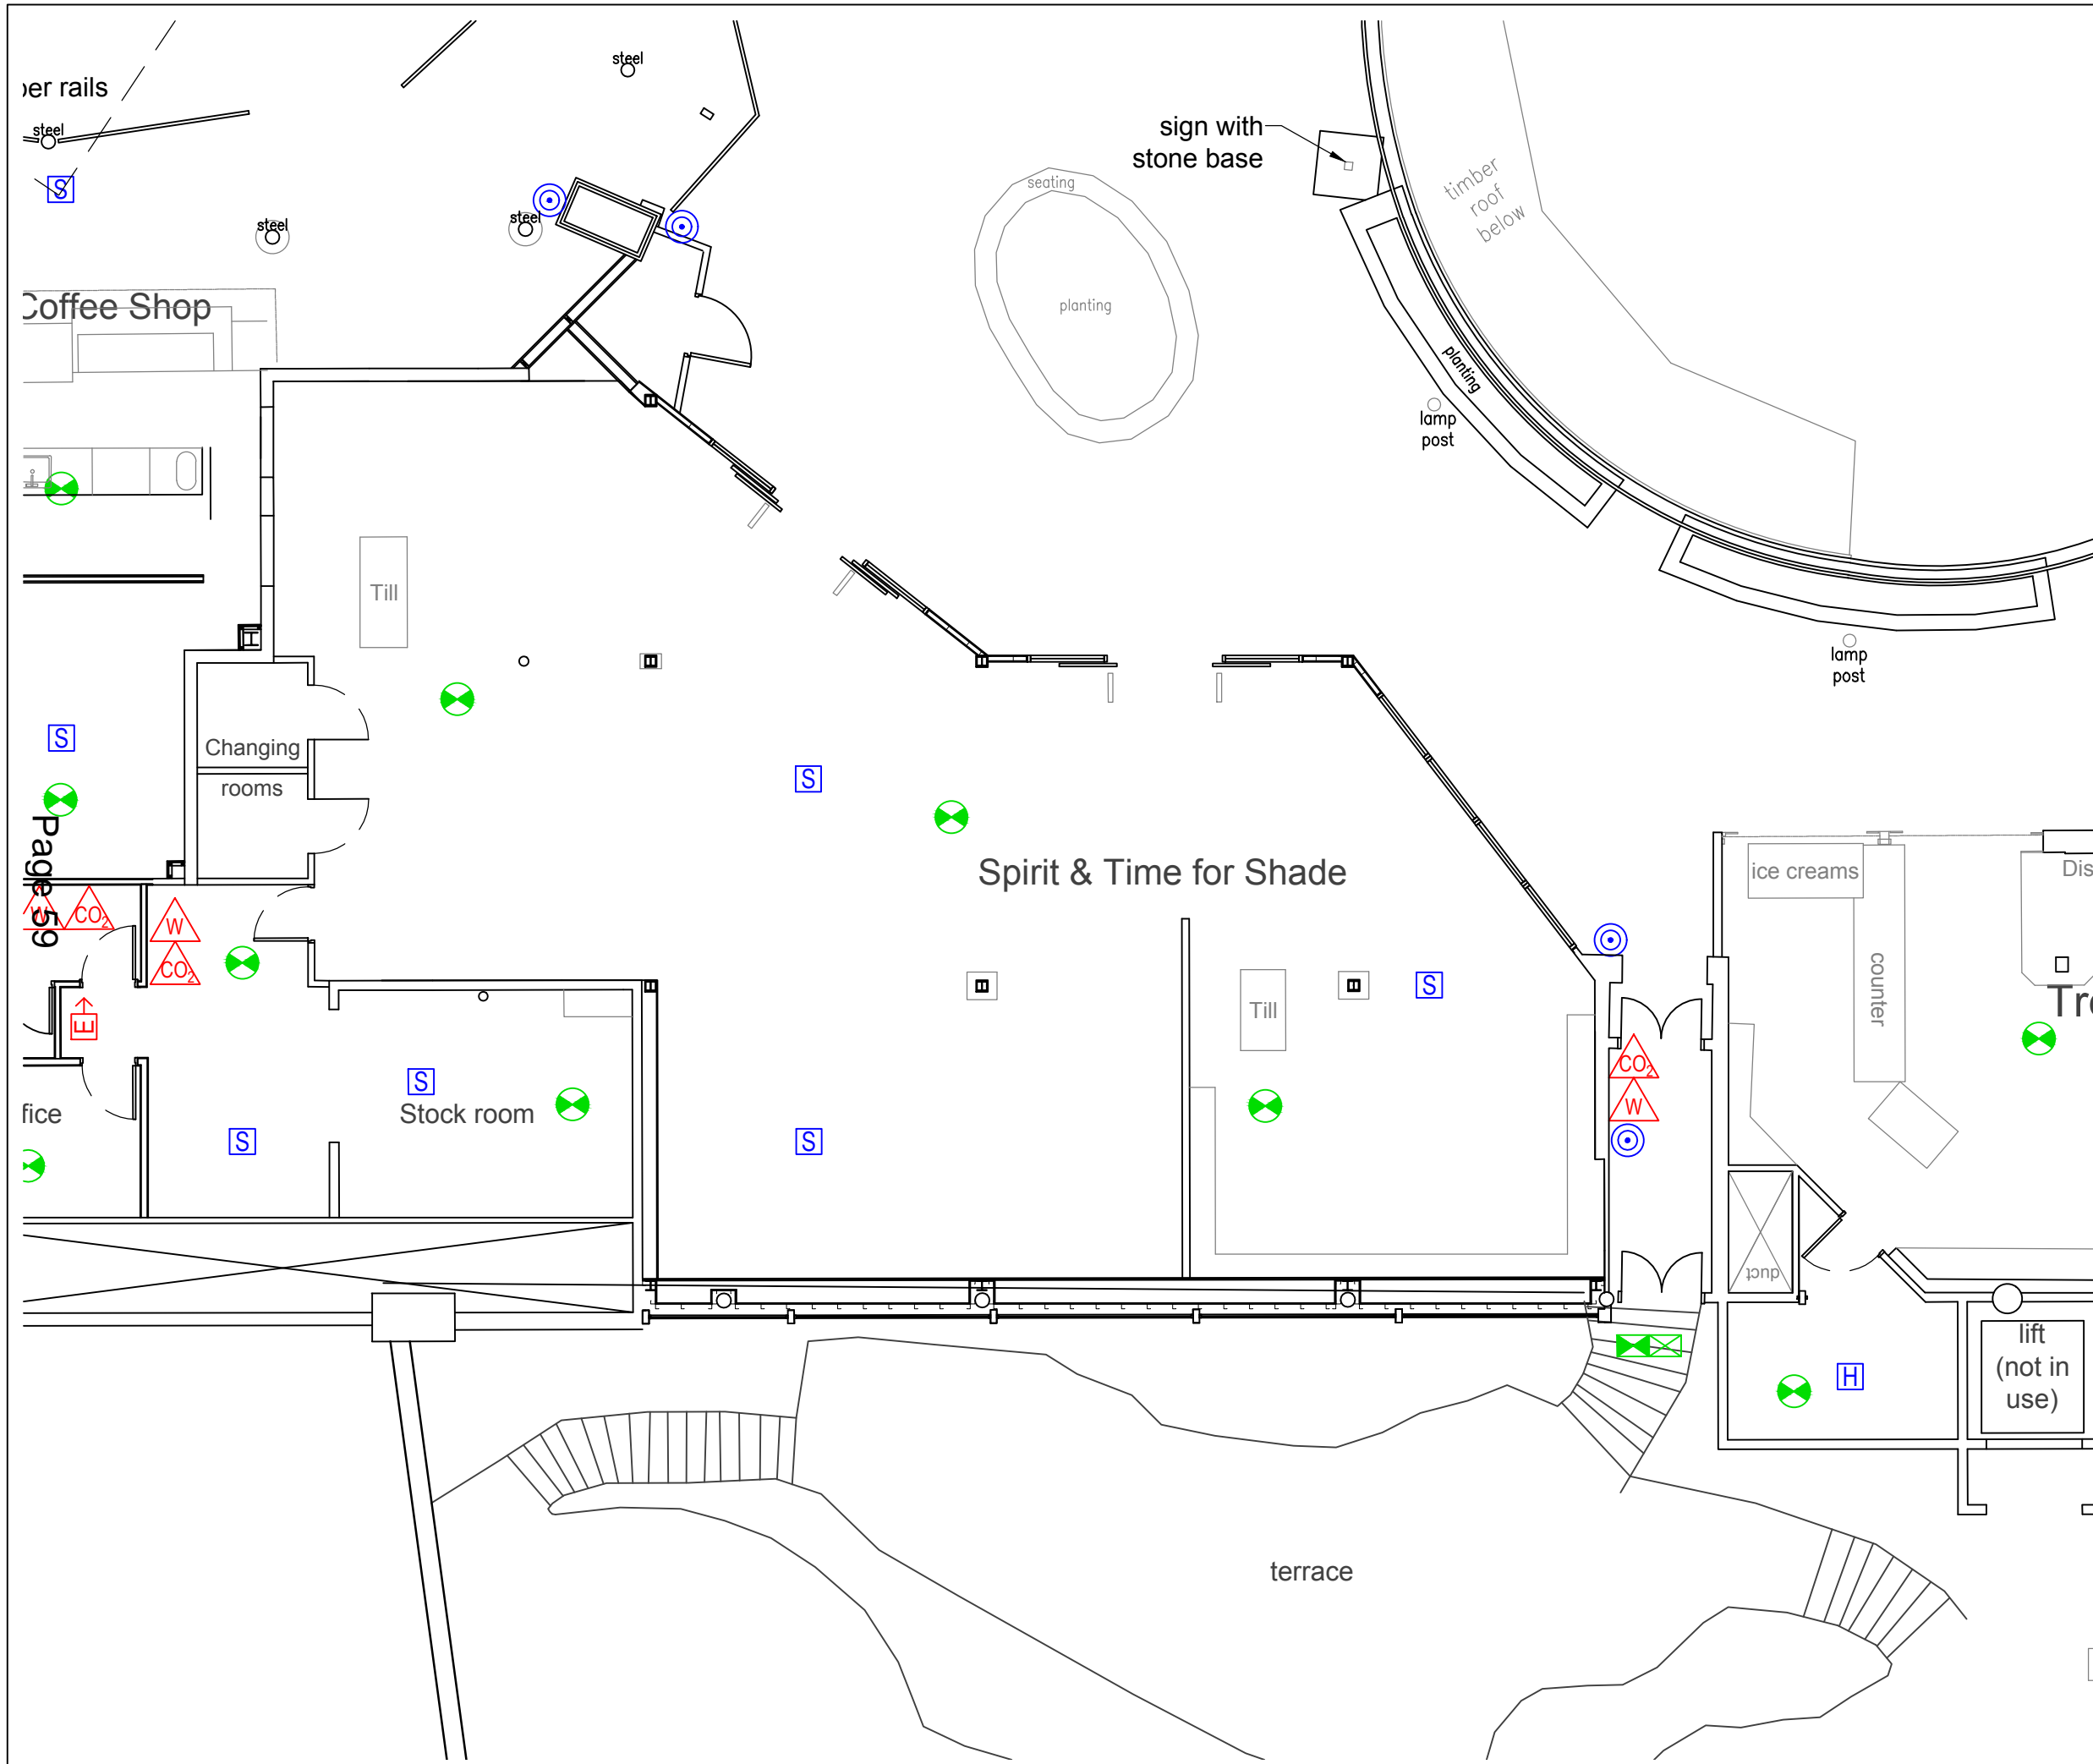 steel
ber rails
steel
S
steel
steel
sign with
stone base
seating
planting
timber
roof
below
Coffee Shop
planting
lamp
post
lamp
post
Till
Changing
rooms
S
S
Page 59
Spirit & Time for Shade
ice creams
Dis
W
CO2
W
CO2
E
counter
Till
S
Tre
CO2
W
S
Stock room
fice
S
S
duct
H
lift
(not in
use)
terrace